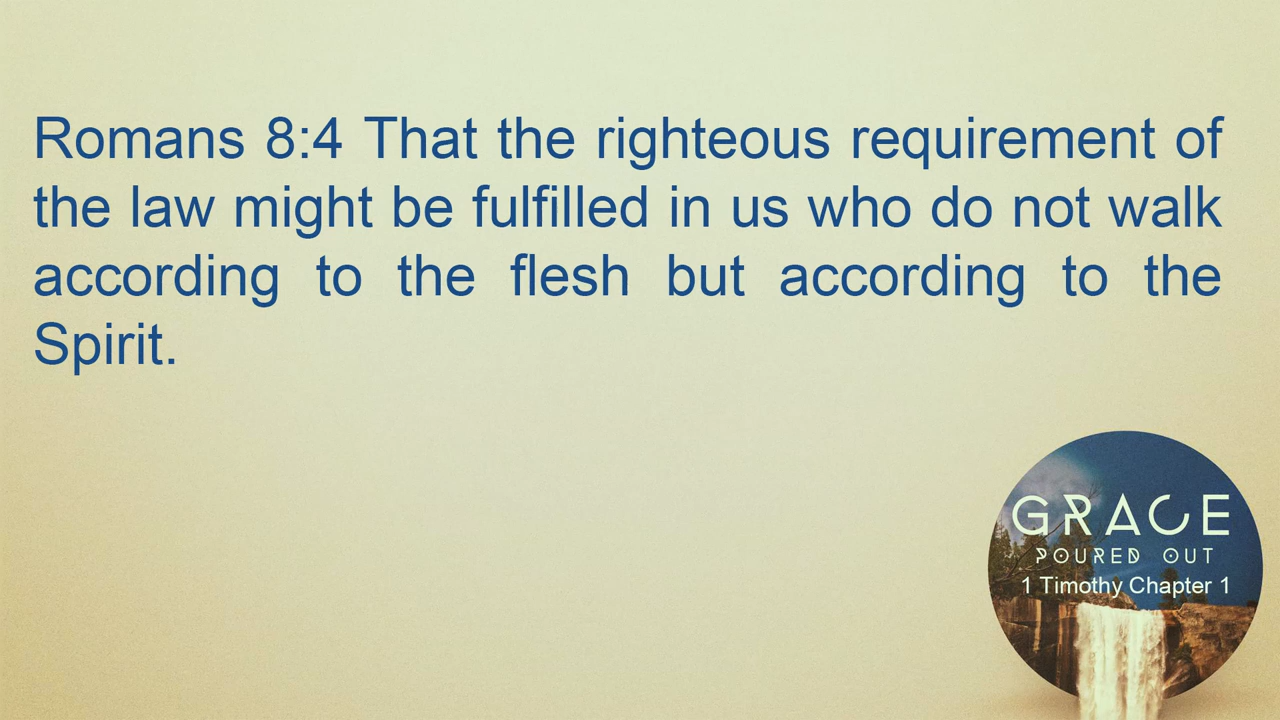 Romans 8:4 That the righteous requirement of
the law might be fulfilled in us who do not walk
according to the flesh but according to the
Spirit.
GRACE
POURED OUT
1 Timothy Chapter 1